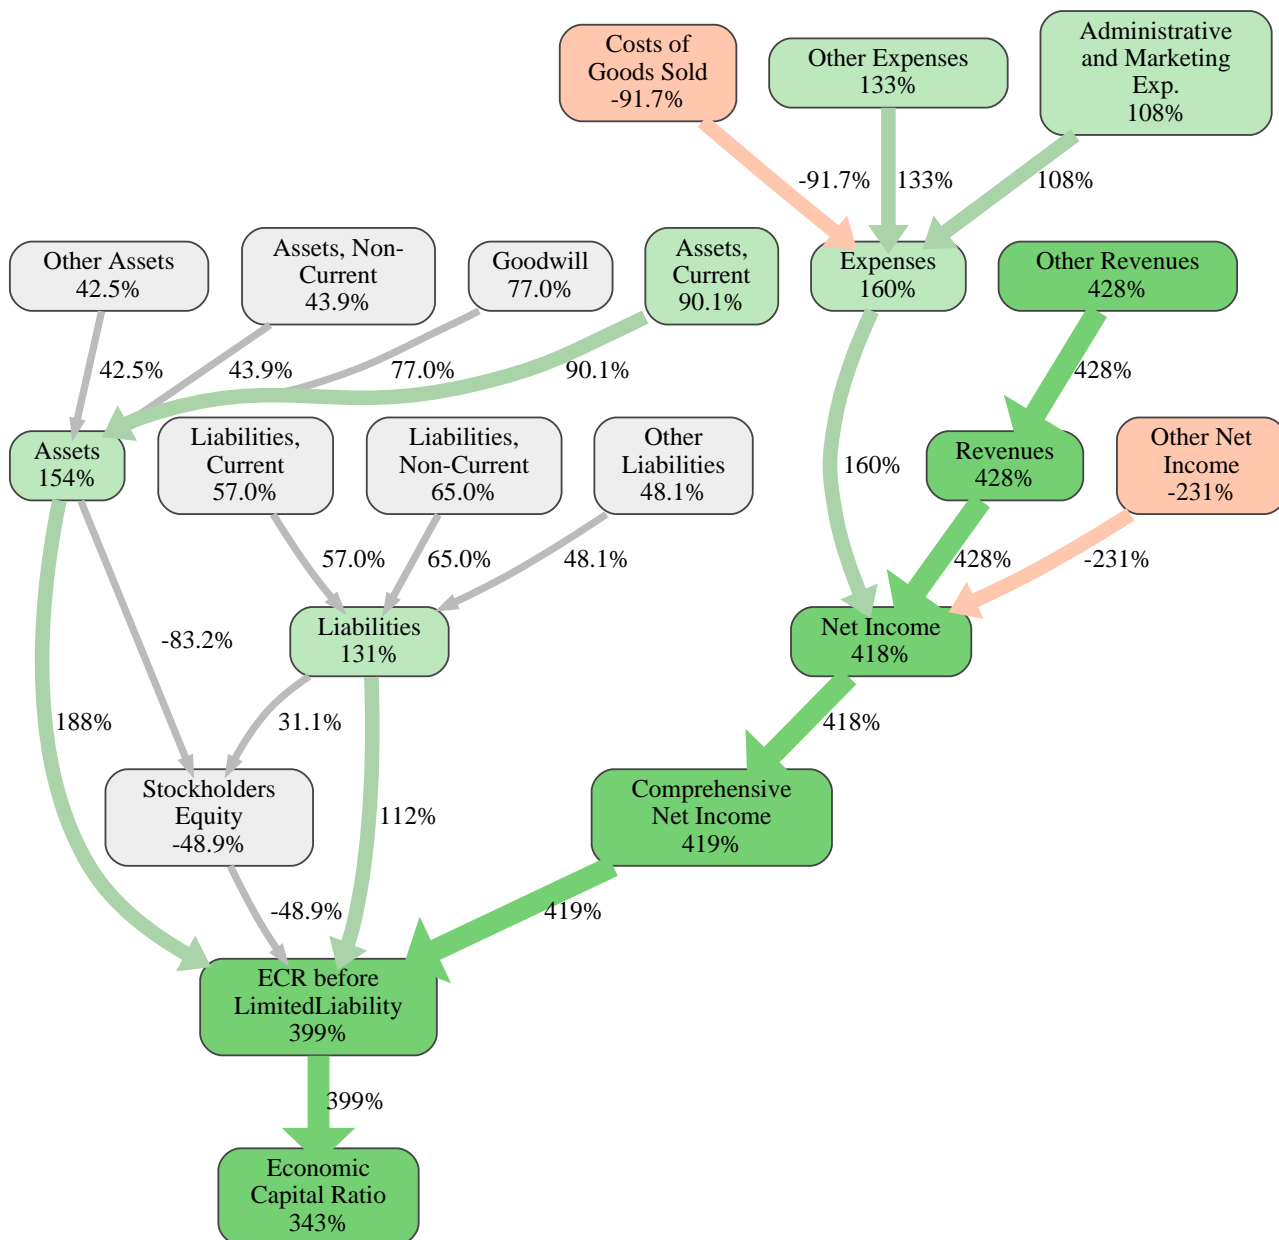 Costs of
Goods Sold
-91.7%
Other Expenses
133%
Administrative
and Marketing
Exp.
108%
-91.7%
133%
108%
Other Assets
42.5%
Assets, Non-
Current
43.9%
Goodwill
77.0%
Assets,
Current
90.1%
Expenses
160%
Other Revenues
428%
42.5%
43.9%
77.0%
90.1%
428%
Assets
154%
Liabilities,
Current
57.0%
Liabilities,
Non-Current
65.0%
Other
Liabilities
48.1%
160%
Revenues
428%
Other Net
Income
-231%
57.0%
65.0%
48.1%
428%
-231%
-83.2%
Liabilities
131%
Net Income
418%
188%
31.1%
418%
Stockholders
Equity
-48.9%
112%
Comprehensive
Net Income
419%
-48.9%
419%
ECR before
LimitedLiability
399%
399%
Economic
Capital Ratio
343%